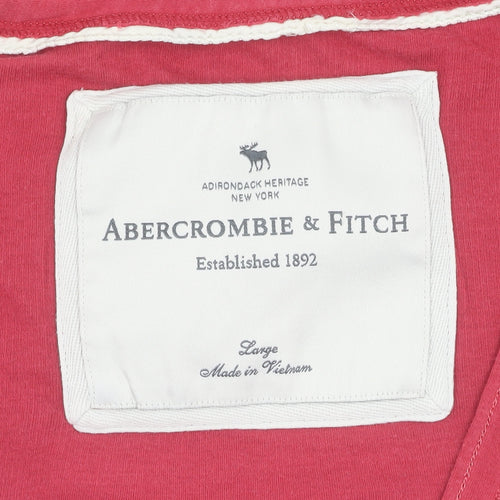 ADIRONDACK HERITAGE
NEW YORK
ABERCROMBIE & FITCH
Established 1892
Large
Made in Vietnam